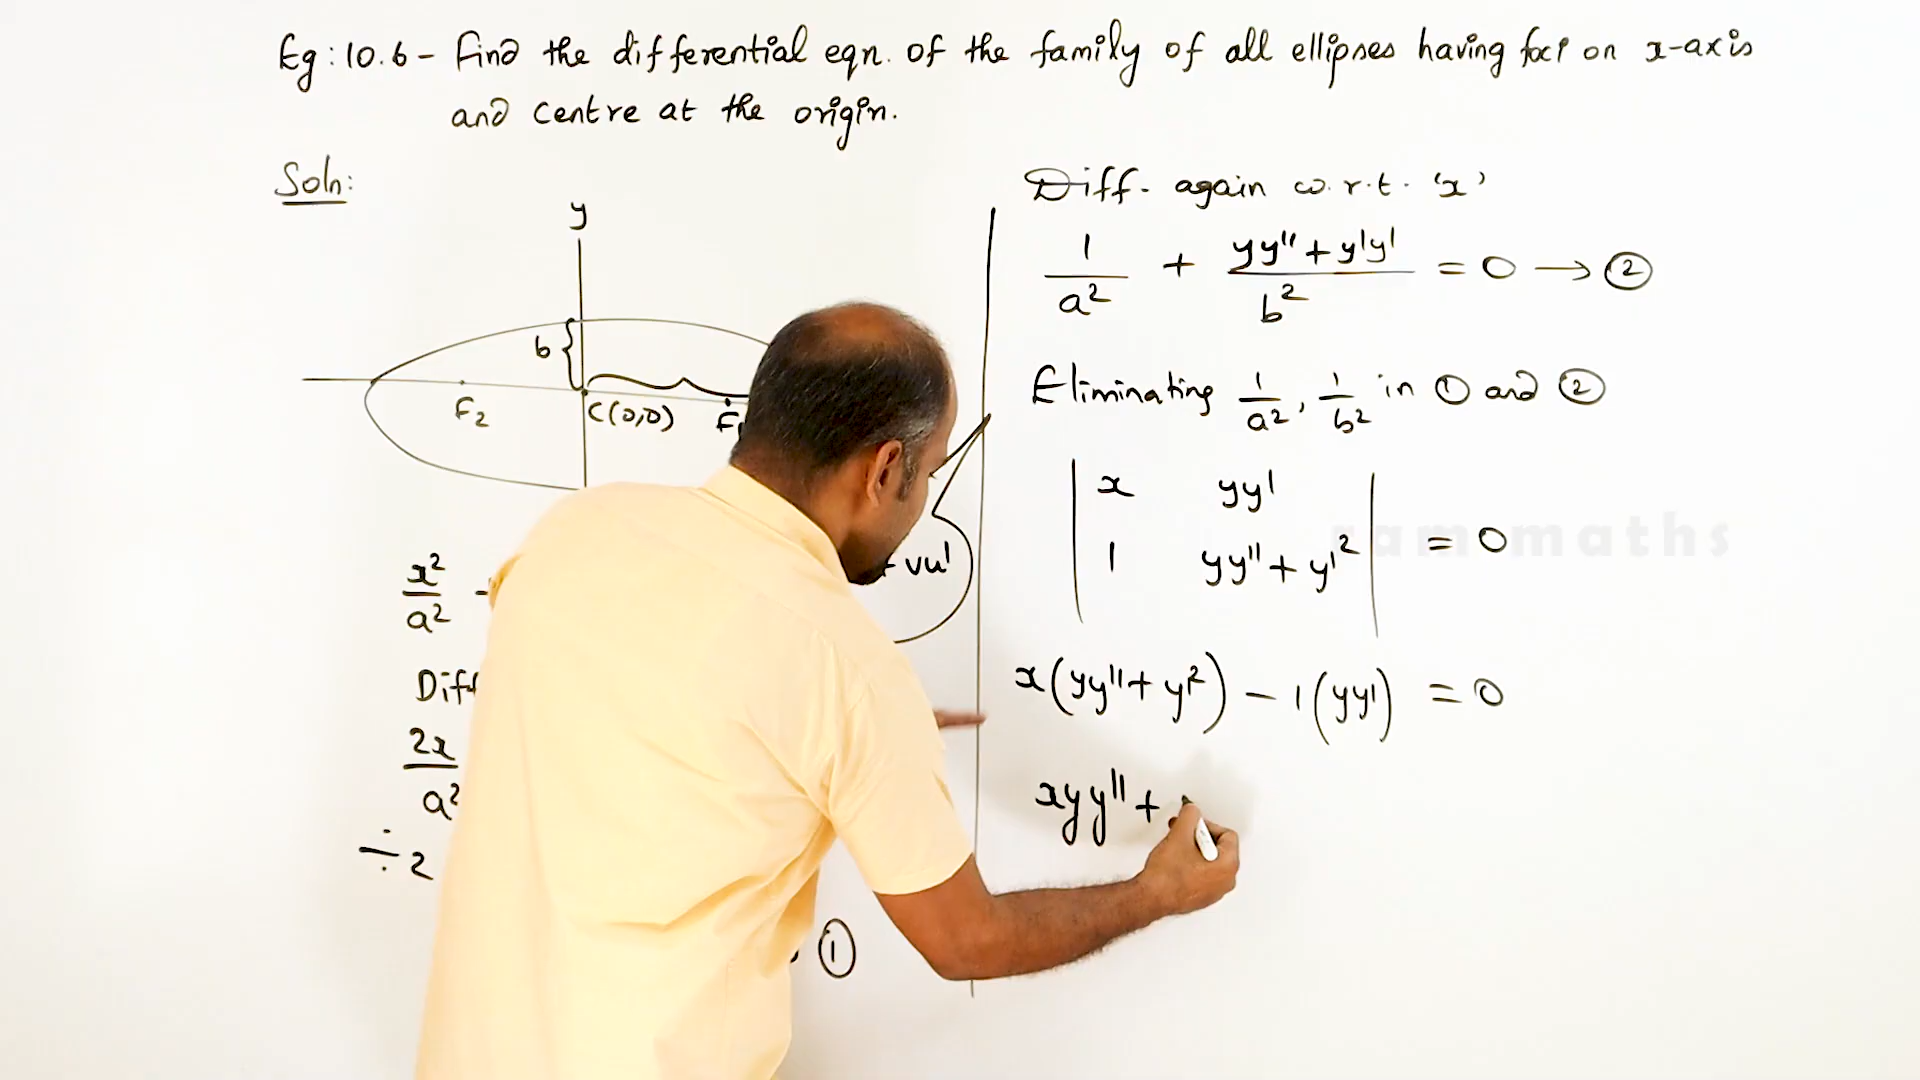 Eg : 10.6 - Find the differential eqn. of the family of all ellipses having foci on x-axis
and centre at the origin.
Soln:
y
b
F2
C(0,0)
x²/a²
2x/a²
÷2
①
vu'
Diff. again w.r.t. 'x'
1/a² + (yy'' + y'y')/b² = 0 → ②
Eliminating 1/a², 1/b² in ① and ②
| x yy' |
| 1 yy'' + y'² | = 0
x(yy'' + y'²) - 1(yy') = 0
xyy'' +